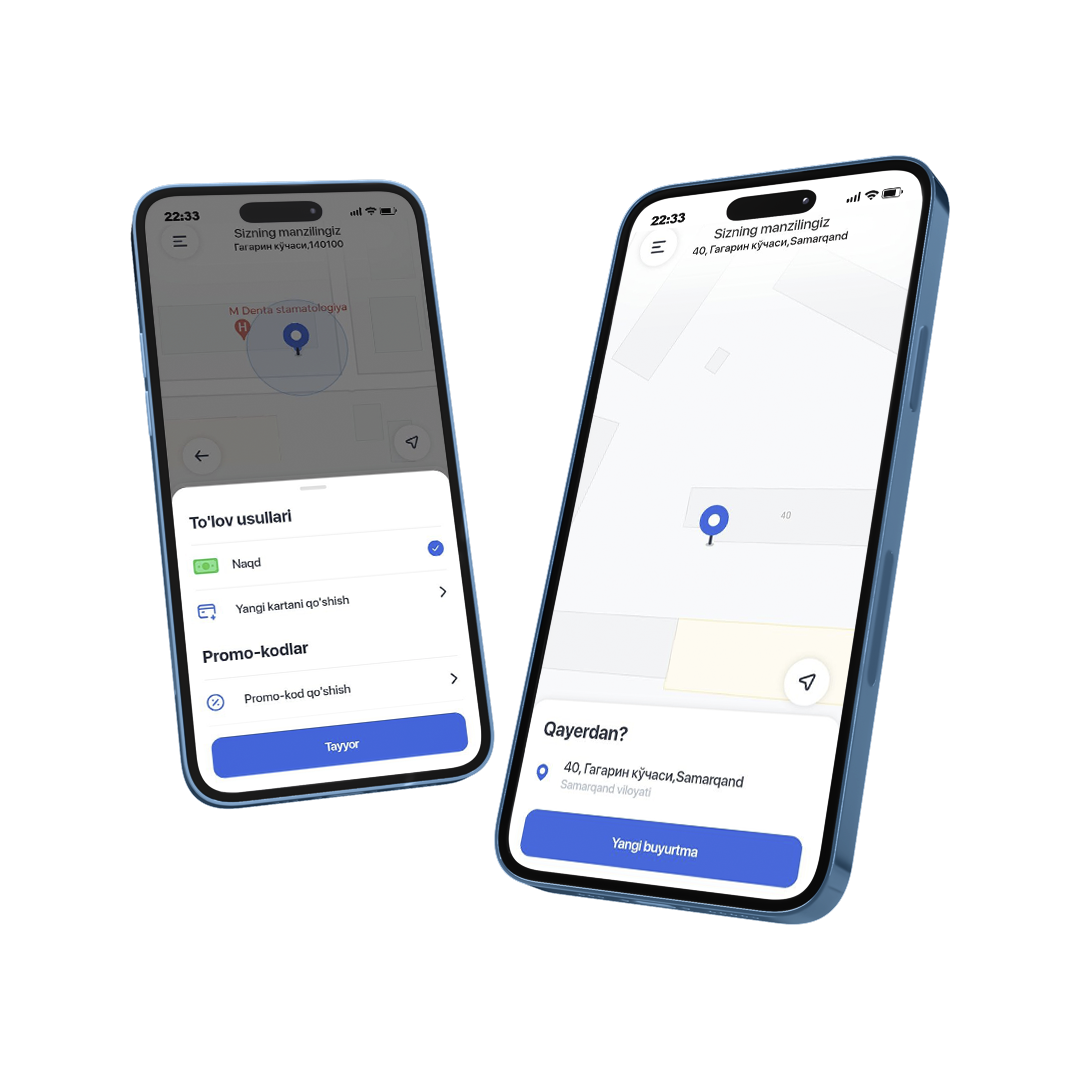 22:33
Sizning manzilingiz
Гагарин кўчаси,140100
M Denta stamatologiya
H
To'lov usullari
Naqd
Yangi kartani qo'shish
Promo-kodlar
Promo-kod qo'shish
Tayyor
22:33
Sizning manzilingiz
40, Гагарин кўчаси,Samarqand
40
Qayerdan?
40, Гагарин кўчаси,Samarqand
Samarqand viloyati
Yangi buyurtma